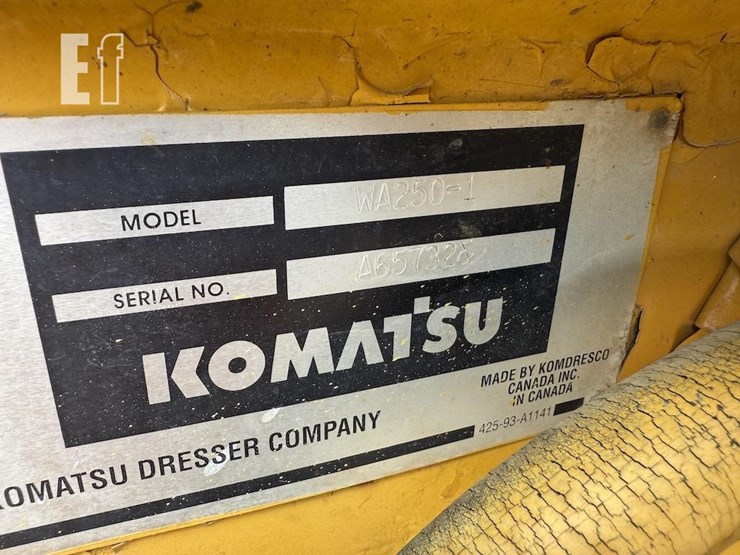 Ef
MODEL WA250-1
SERIAL NO.
KOMATSU
MADE BY KOMDRESCO
CANADA INC.
IN CANADA
KOMATSU DRESSER COMPANY
425-93-A1141